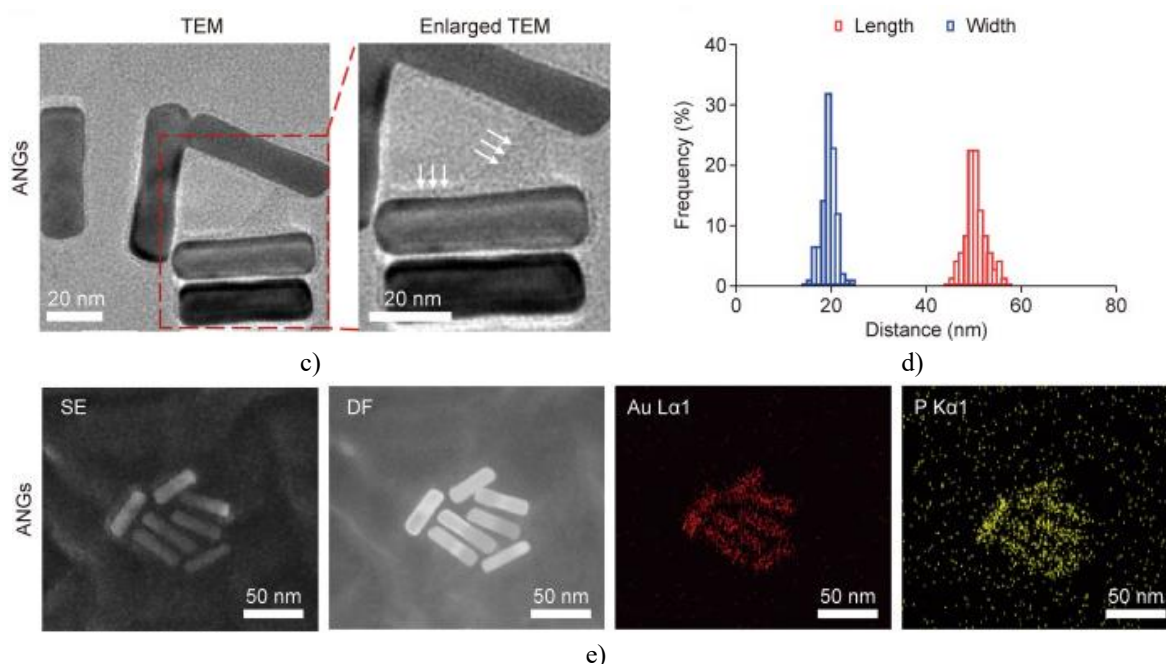 TEM
Enlarged TEM
ANGs
20 nm
20 nm
c)
Length
Width
Frequency (%)
40
30
20
10
0
0
20
40
60
80
Distance (nm)
d)
ANGs
SE
50 nm
DF
50 nm
Au Lα1
50 nm
P Kα1
50 nm
e)